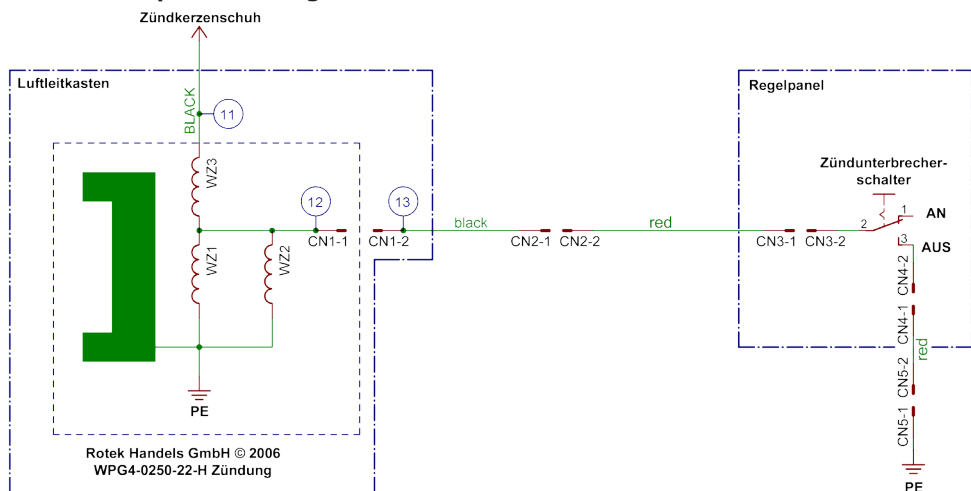 Zündkerzenschuh
Luftleitkasten
Regelpanel
BLACK
11
WZ3
Zündunterbrecher-
schalter
12
13
1
AN
black
red
2
CN1-1
CN1-2
CN2-1
CN2-2
CN3-1
CN3-2
3
AUS
WZ1
WZ2
CN4-2
CN4-1
red
CN5-2
CN5-1
PE
PE
Rotek Handels GmbH © 2006
WPG4-0250-22-H Zündung